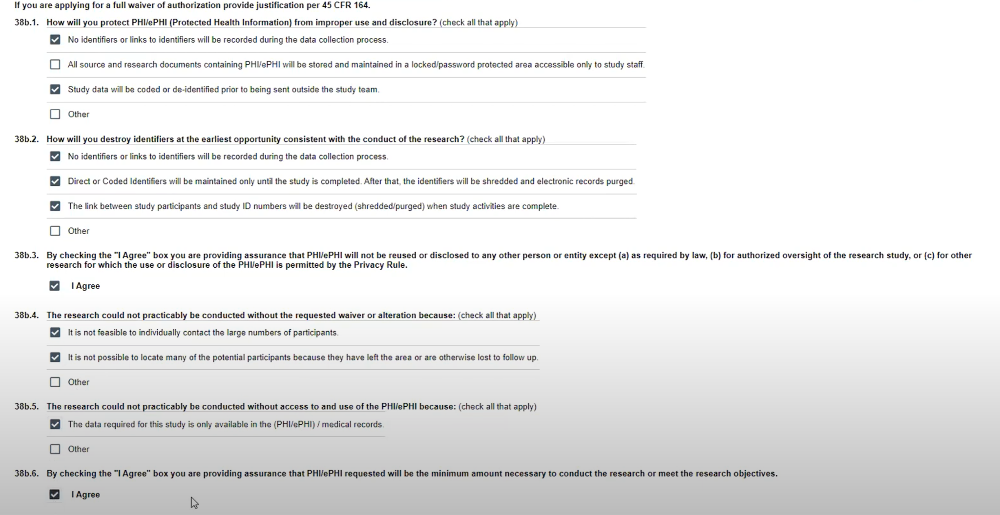 If you are applying for a full waiver of authorization provide justification per 45 CFR 164.
38b.1. How will you protect PHI/ePHI (Protected Health Information) from improper use and disclosure? (check all that apply)
No identifiers or links to identifiers will be recorded during the data collection process.
All source and research documents containing PHI/ePHI will be stored and maintained in a locked/password protected area accessible only to study staff.
Study data will be coded or de-identified prior to being sent outside the study team.
Other
38b.2. How will you destroy identifiers at the earliest opportunity consistent with the conduct of the research? (check all that apply)
No identifiers or links to identifiers will be recorded during the data collection process.
Direct or Coded Identifiers will be maintained only until the study is completed. After that, the identifiers will be shredded and electronic records purged.
The link between study participants and study ID numbers will be destroyed (shredded/purged) when study activities are complete.
Other
38b.3. By checking the "I Agree" box you are providing assurance that PHI/ePHI will not be reused or disclosed to any other person or entity except (a) as required by law, (b) for authorized oversight of the research study, or (c) for other
research for which the use or disclosure of the PHI/ePHI is permitted by the Privacy Rule.
I Agree
38b.4. The research could not practicably be conducted without the requested waiver or alteration because: (check all that apply)
It is not feasible to individually contact the large numbers of participants.
It is not possible to locate many of the potential participants because they have left the area or are otherwise lost to follow up.
Other
38b.5. The research could not practicably be conducted without access to and use of the PHI/ePHI because: (check all that apply)
The data required for this study is only available in the (PHI/ePHI) / medical records.
Other
38b.6. By checking the "I Agree" box you are providing assurance that PHI/ePHI requested will be the minimum amount necessary to conduct the research or meet the research objectives.
I Agree